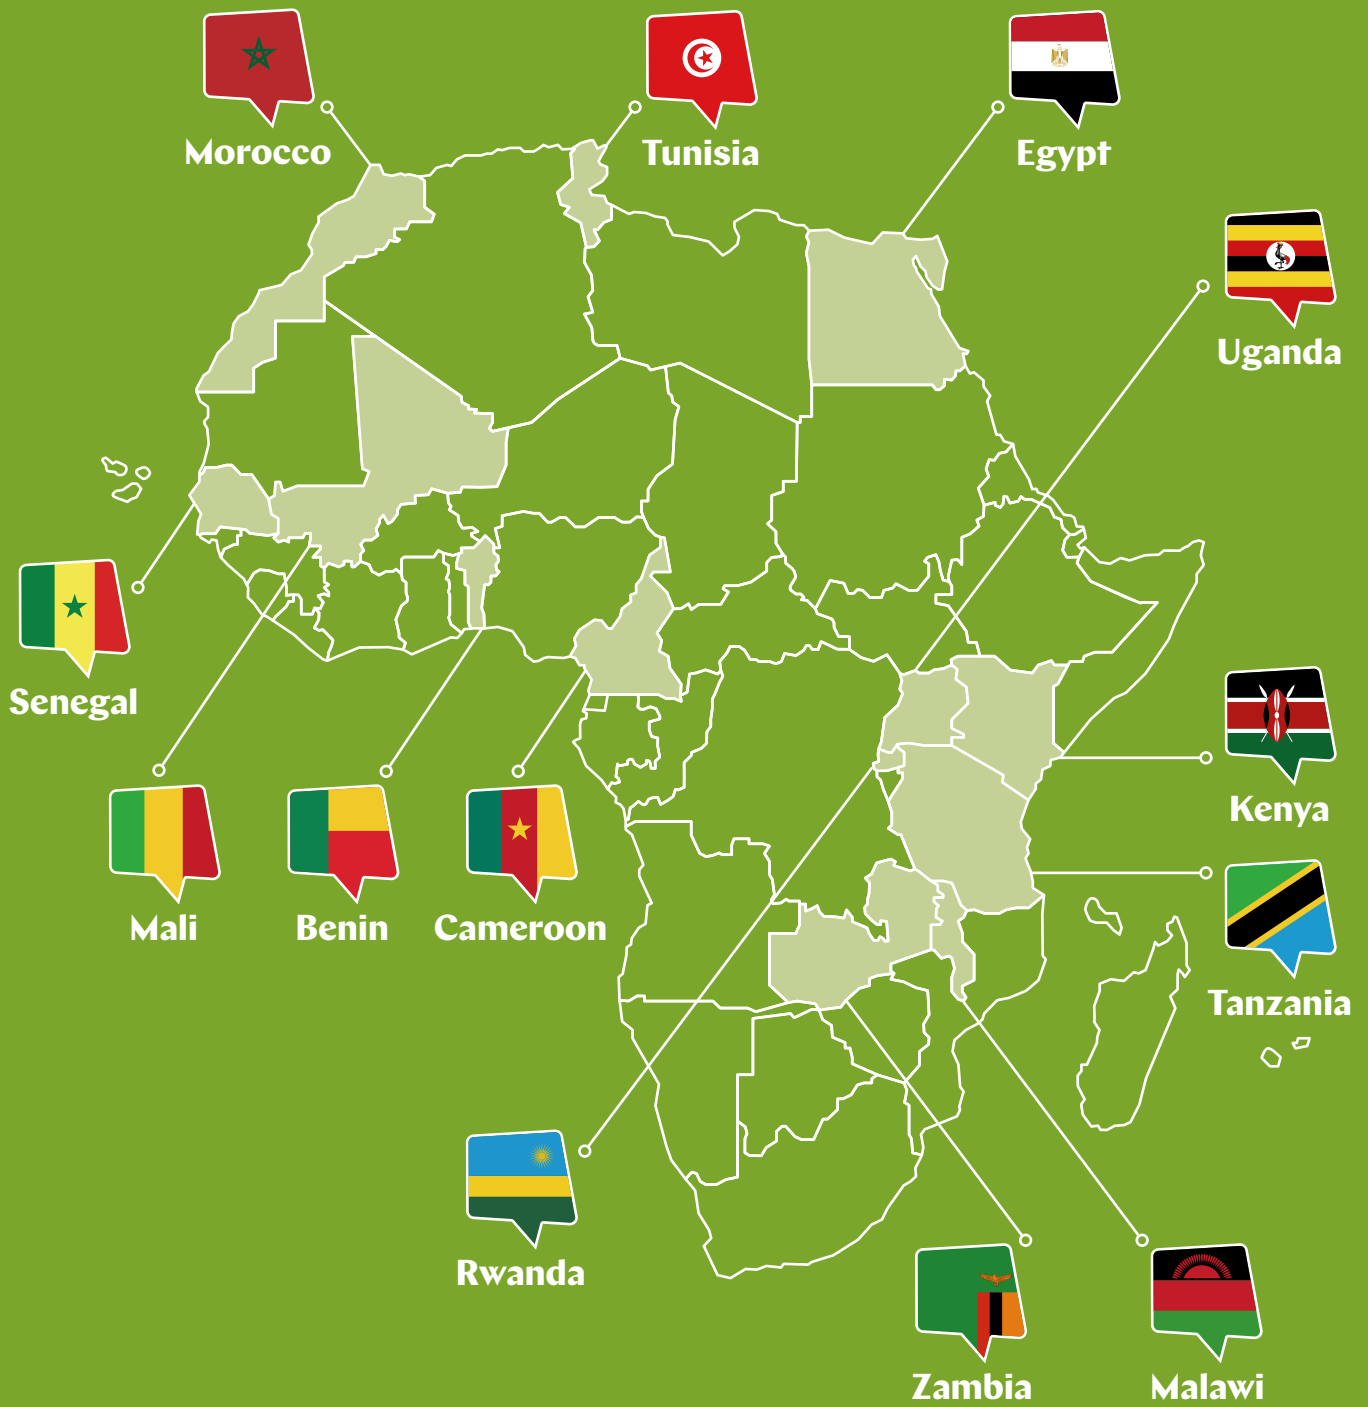 Morocco
Tunisia
Egypt
Uganda
Senegal
Kenya
Mali
Benin
Cameroon
Tanzania
Rwanda
Zambia
Malawi